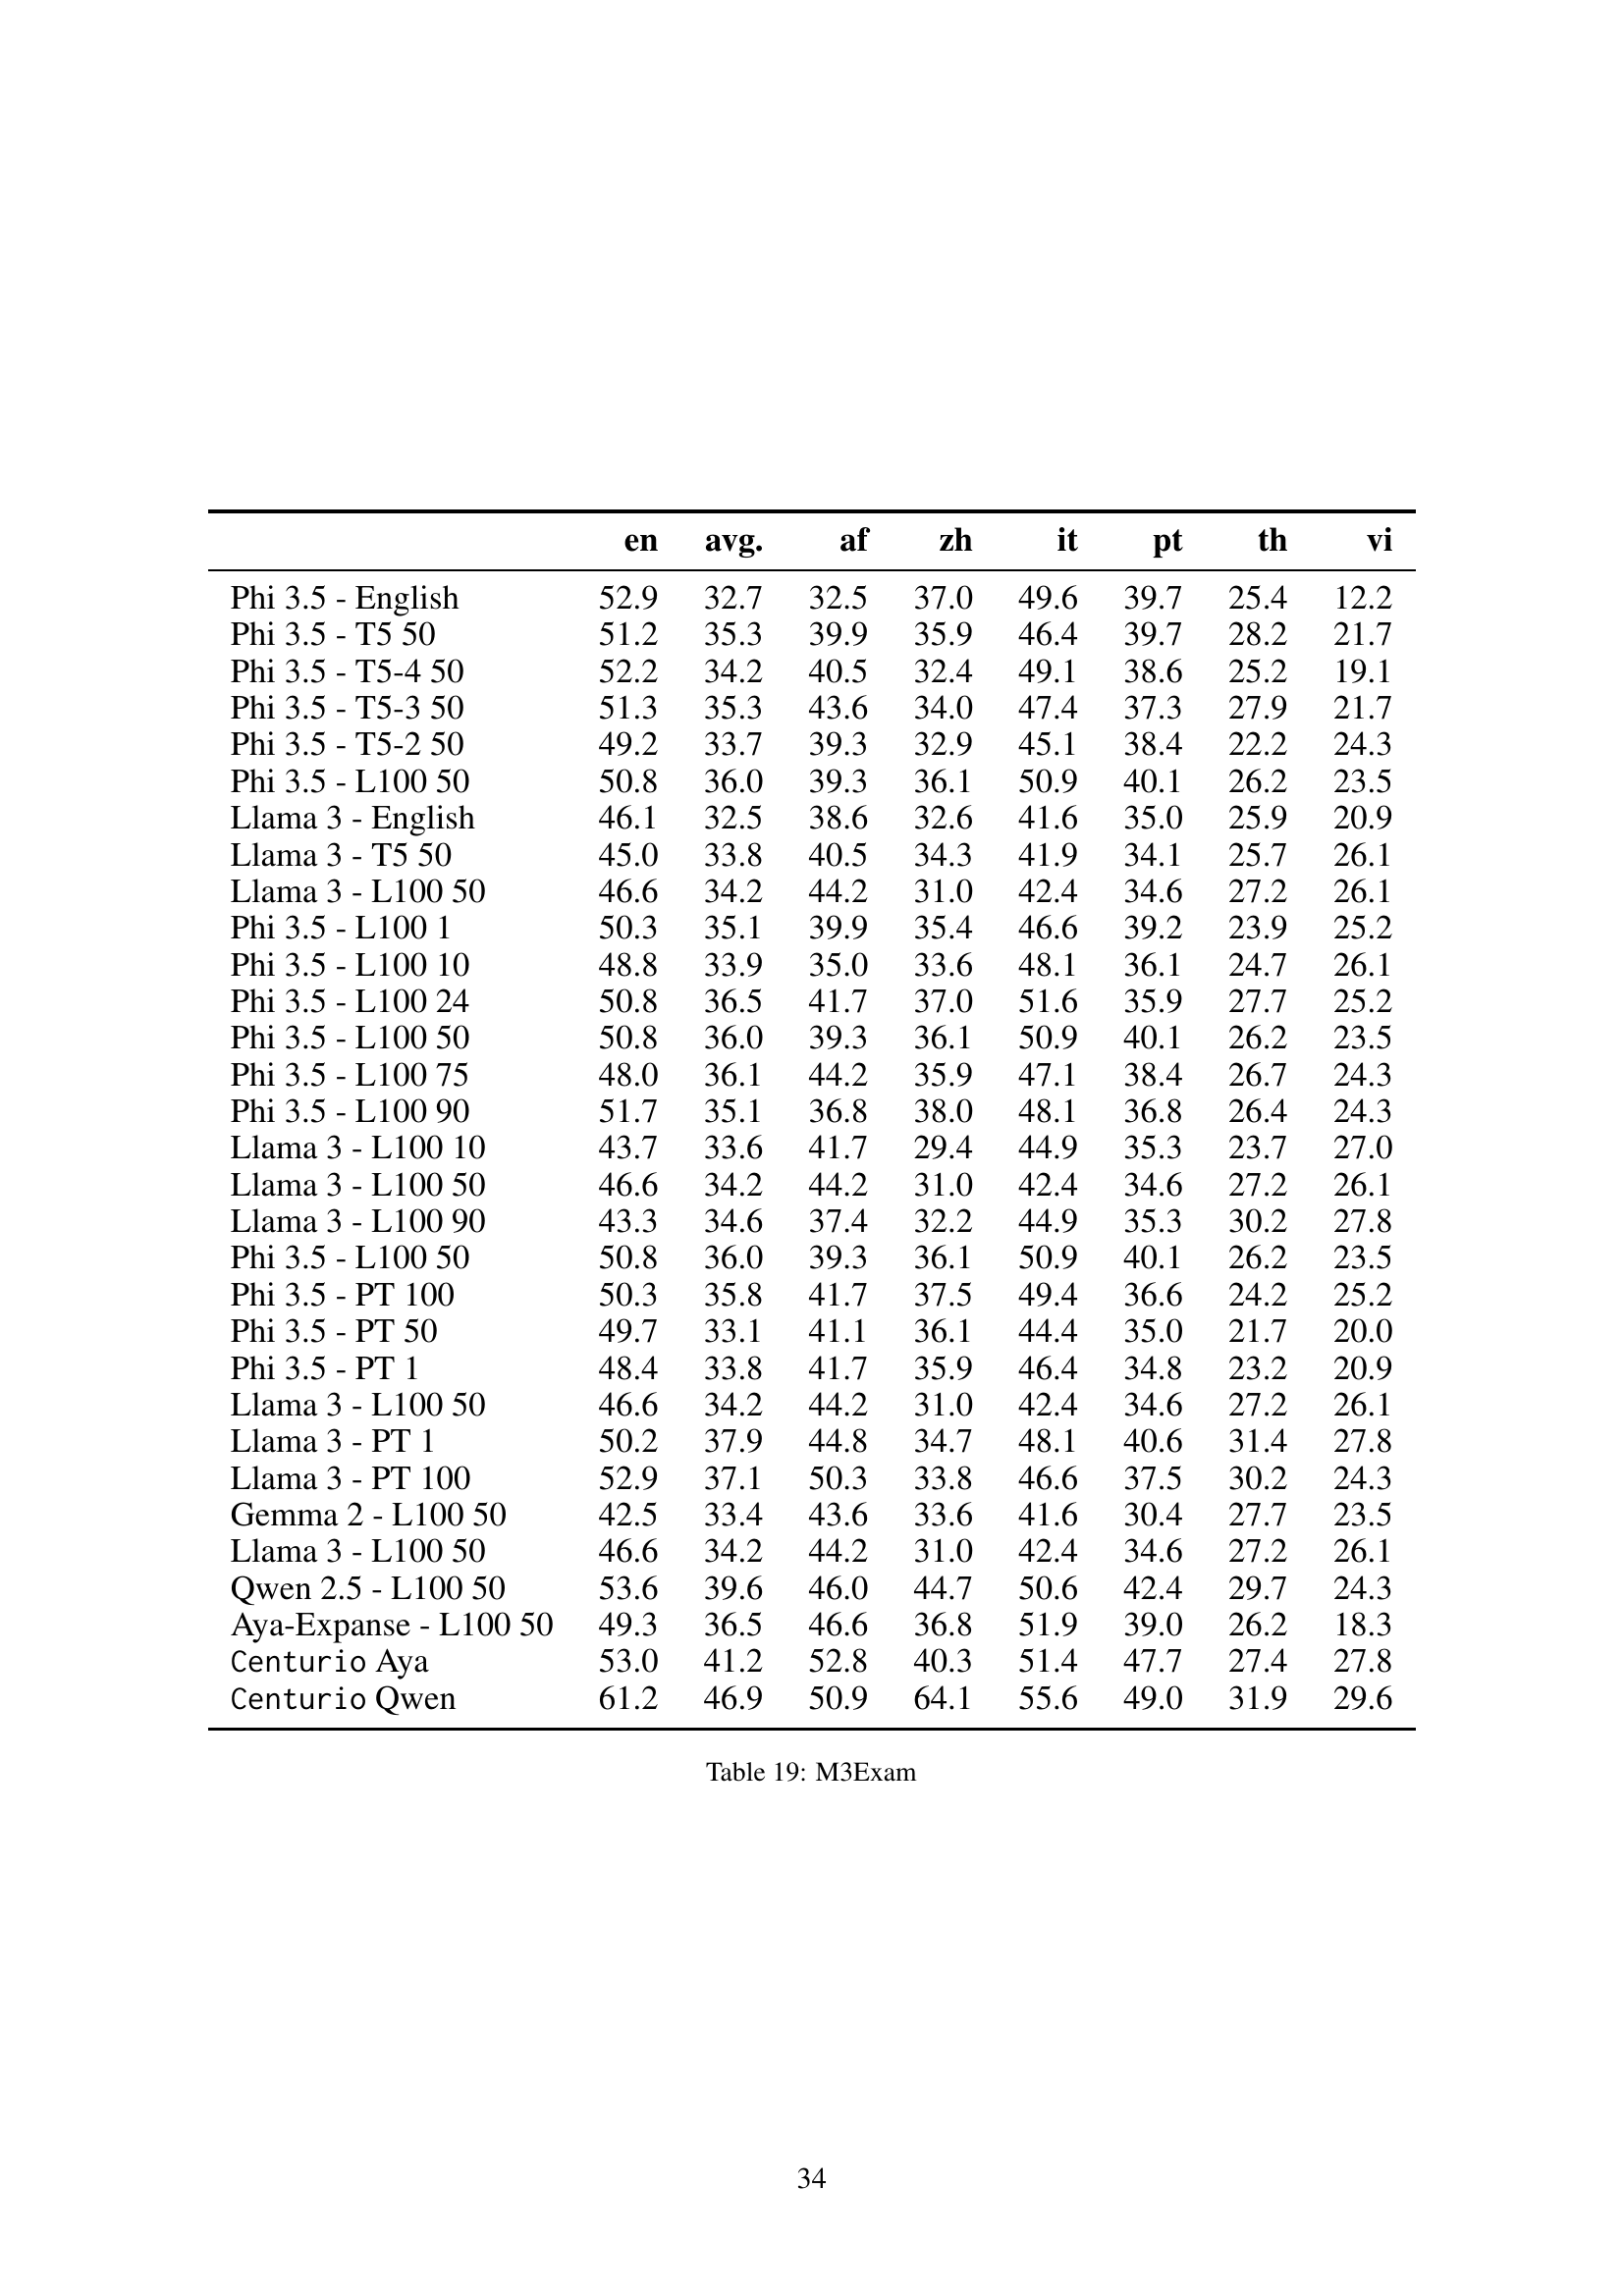 en avg. af zh it pt th vi
Phi 3.5 - English 52.9 32.7 32.5 37.0 49.6 39.7 25.4 12.2
Phi 3.5 - T5 50 51.2 35.3 39.9 35.9 46.4 39.7 28.2 21.7
Phi 3.5 - T5-4 50 52.2 34.2 40.5 32.4 49.1 38.6 25.2 19.1
Phi 3.5 - T5-3 50 51.3 35.3 43.6 34.0 47.4 37.3 27.9 21.7
Phi 3.5 - T5-2 50 49.2 33.7 39.3 32.9 45.1 38.4 22.2 24.3
Phi 3.5 - L100 50 50.8 36.0 39.3 36.1 50.9 40.1 26.2 23.5
Llama 3 - English 46.1 32.5 38.6 32.6 41.6 35.0 25.9 20.9
Llama 3 - T5 50 45.0 33.8 40.5 34.3 41.9 34.1 25.7 26.1
Llama 3 - L100 50 46.6 34.2 44.2 31.0 42.4 34.6 27.2 26.1
Phi 3.5 - L100 1 50.3 35.1 39.9 35.4 46.6 39.2 23.9 25.2
Phi 3.5 - L100 10 48.8 33.9 35.0 33.6 48.1 36.1 24.7 26.1
Phi 3.5 - L100 24 50.8 36.5 41.7 37.0 51.6 35.9 27.7 25.2
Phi 3.5 - L100 50 50.8 36.0 39.3 36.1 50.9 40.1 26.2 23.5
Phi 3.5 - L100 75 48.0 36.1 44.2 35.9 47.1 38.4 26.7 24.3
Phi 3.5 - L100 90 51.7 35.1 36.8 38.0 48.1 36.8 26.4 24.3
Llama 3 - L100 10 43.7 33.6 41.7 29.4 44.9 35.3 23.7 27.0
Llama 3 - L100 50 46.6 34.2 44.2 31.0 42.4 34.6 27.2 26.1
Llama 3 - L100 90 43.3 34.6 37.4 32.2 44.9 35.3 30.2 27.8
Phi 3.5 - L100 50 50.8 36.0 39.3 36.1 50.9 40.1 26.2 23.5
Phi 3.5 - PT 100 50.3 35.8 41.7 37.5 49.4 36.6 24.2 25.2
Phi 3.5 - PT 50 49.7 33.1 41.1 36.1 44.4 35.0 21.7 20.0
Phi 3.5 - PT 1 48.4 33.8 41.7 35.9 46.4 34.8 23.2 20.9
Llama 3 - L100 50 46.6 34.2 44.2 31.0 42.4 34.6 27.2 26.1
Llama 3 - PT 1 50.2 37.9 44.8 34.7 48.1 40.6 31.4 27.8
Llama 3 - PT 100 52.9 37.1 50.3 33.8 46.6 37.5 30.2 24.3
Gemma 2 - L100 50 42.5 33.4 43.6 33.6 41.6 30.4 27.7 23.5
Llama 3 - L100 50 46.6 34.2 44.2 31.0 42.4 34.6 27.2 26.1
Qwen 2.5 - L100 50 53.6 39.6 46.0 44.7 50.6 42.4 29.7 24.3
Aya-Expanse - L100 50 49.3 36.5 46.6 36.8 51.9 39.0 26.2 18.3
Centurio Aya 53.0 41.2 52.8 40.3 51.4 47.7 27.4 27.8
Centurio Qwen 61.2 46.9 50.9 64.1 55.6 49.0 31.9 29.6
Table 19: M3Exam
34